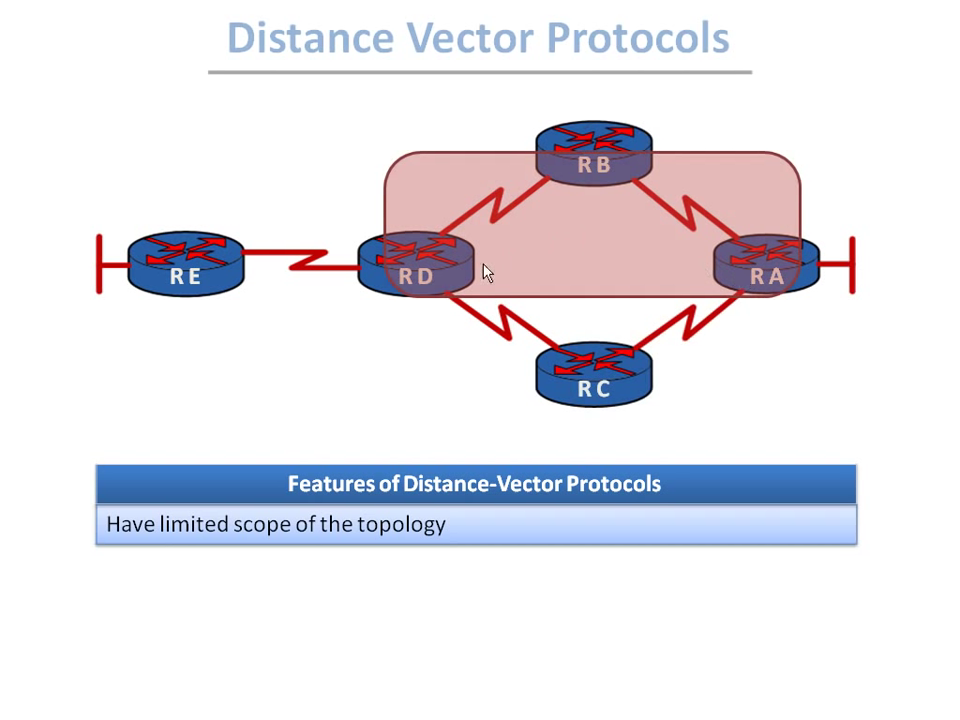 Distance Vector Protocols
R B
R E
R D
R A
R C
Features of Distance-Vector Protocols
Have limited scope of the topology